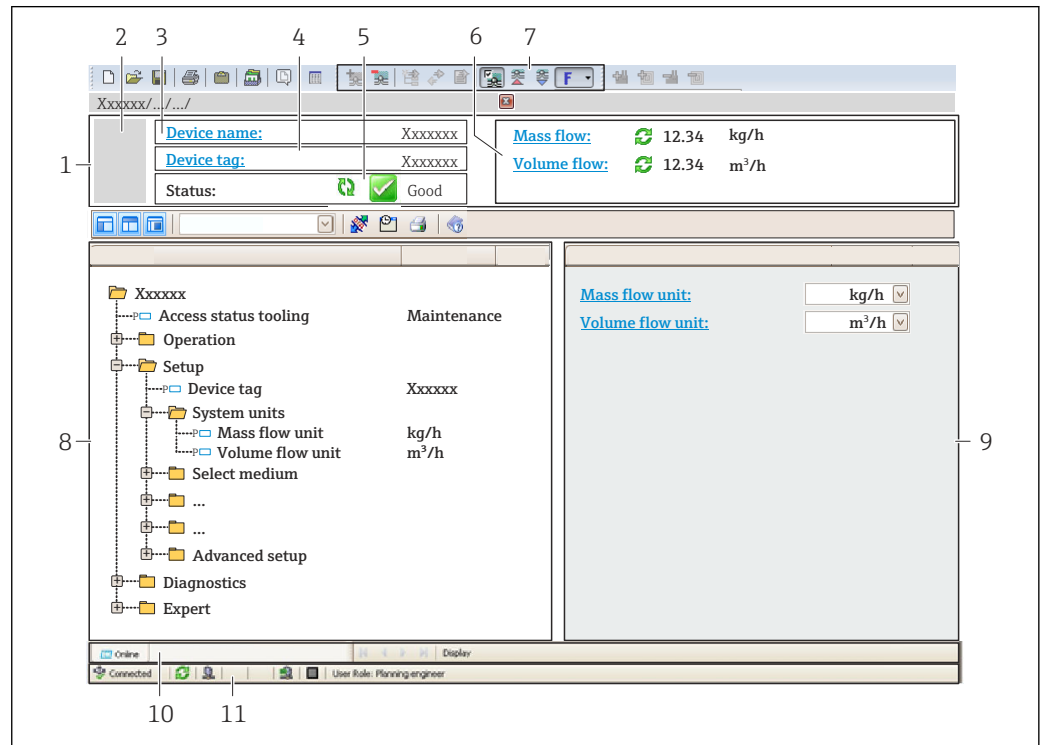 2 3 4 5 6 7
F
Xxxxxx/.../.../
1
Device name: Xxxxxxx
Device tag: Xxxxxxx
Status: Good
Mass flow: 12.34 kg/h
Volume flow: 12.34 m³/h
Xxxxxx
P Access status tooling Maintenance
Operation
Setup
P Device tag Xxxxxx
System units
P Mass flow unit kg/h
P Volume flow unit m³/h
Select medium
...
...
Advanced setup
Diagnostics
Expert
8
Mass flow unit: kg/h
Volume flow unit: m³/h
9
Online Display
Connected User Role: Planning engineer
10 11